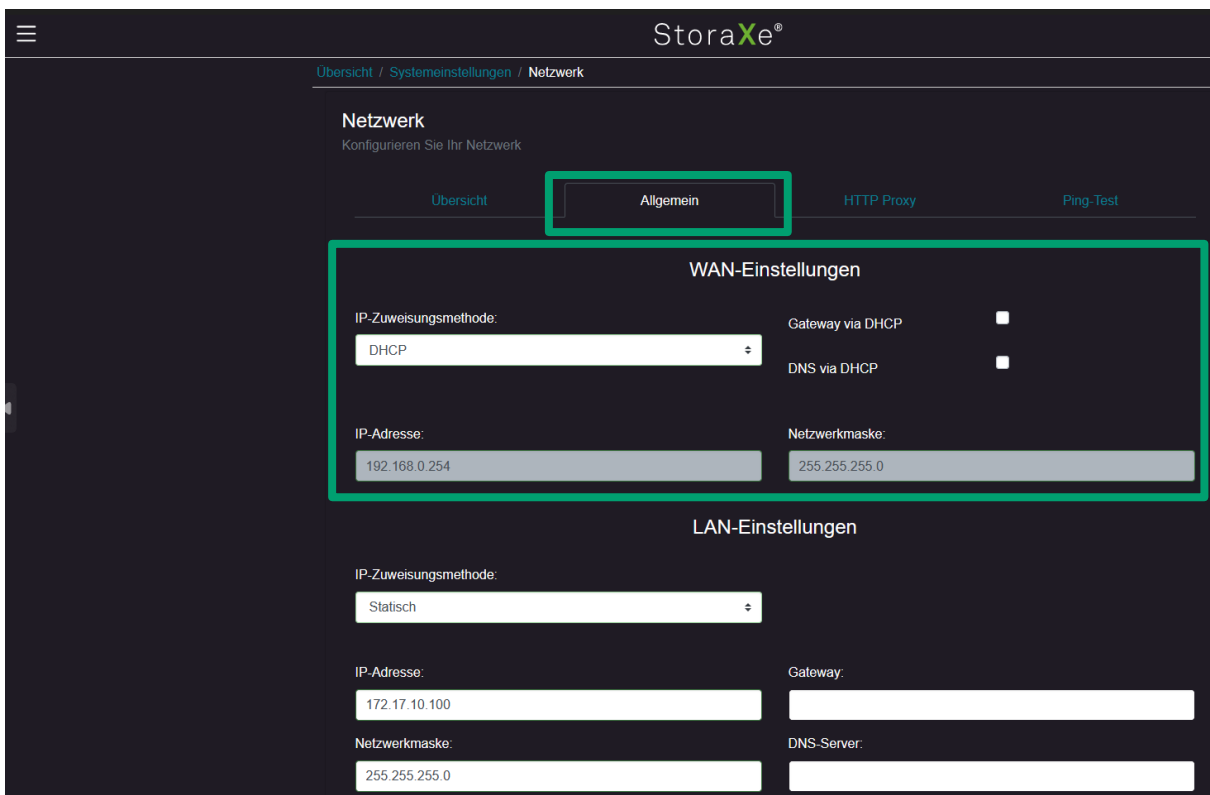 StoraXe®
Übersicht / Systemeinstellungen / Netzwerk
Netzwerk
Konfigurieren Sie Ihr Netzwerk
Übersicht Allgemein HTTP Proxy Ping-Test
WAN-Einstellungen
IP-Zuweisungsmethode:
Gateway via DHCP
DHCP
DNS via DHCP
IP-Adresse: Netzwerkmaske:
192.168.0.254 255.255.255.0
LAN-Einstellungen
IP-Zuweisungsmethode:
Statisch
IP-Adresse: Gateway:
172.17.10.100
Netzwerkmaske: DNS-Server:
255.255.255.0